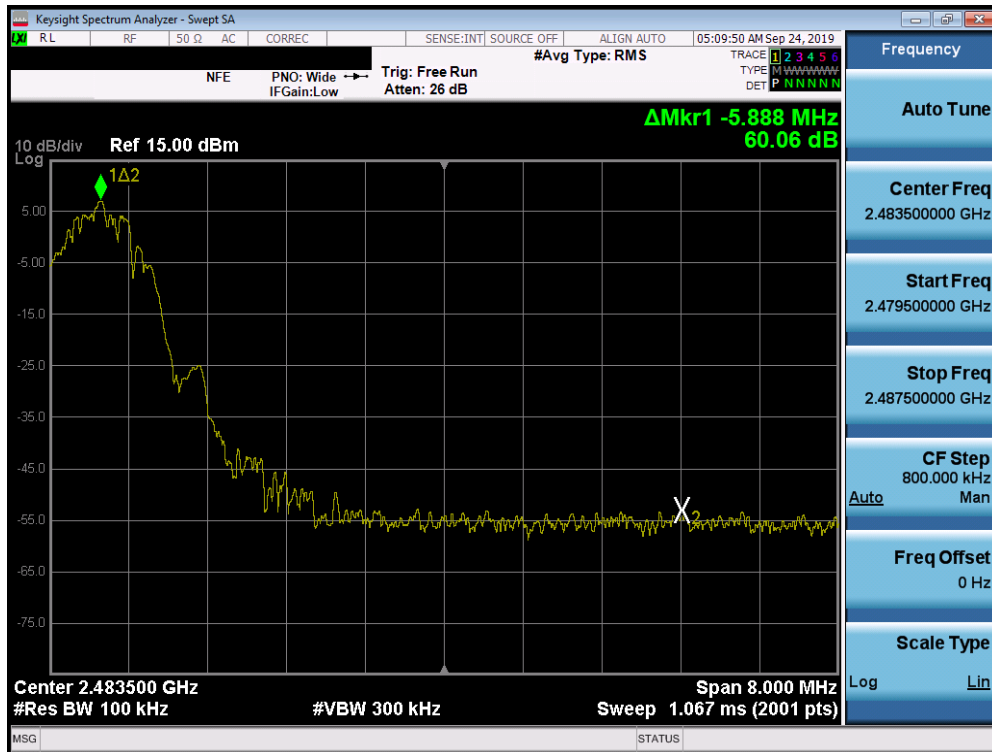 Keysight Spectrum Analyzer - Swept SA
LXI RL RF 50 Ω AC CORREC SENSE:INT SOURCE OFF ALIGN AUTO 05:09:50 AM Sep 24, 2019
#Avg Type: RMS TRACE 1 2 3 4 5 6
NFE PNO: Wide Trig: Free Run TYPE M WWWWW
IFGain:Low Atten: 26 dB DET P N N N N N
ΔMkr1 -5.888 MHz
60.06 dB
10 dB/div Ref 15.00 dBm
Log
1Δ2
5.00
-5.00
-15.0
-25.0
-35.0
-45.0
-55.0
X2
-65.0
-75.0
Center 2.483500 GHz Span 8.000 MHz
#Res BW 100 kHz #VBW 300 kHz Sweep 1.067 ms (2001 pts)
MSG STATUS
Frequency
Auto Tune
Center Freq
2.483500000 GHz
Start Freq
2.479500000 GHz
Stop Freq
2.487500000 GHz
CF Step
800.000 kHz
Auto Man
Freq Offset
0 Hz
Scale Type
Log Lin